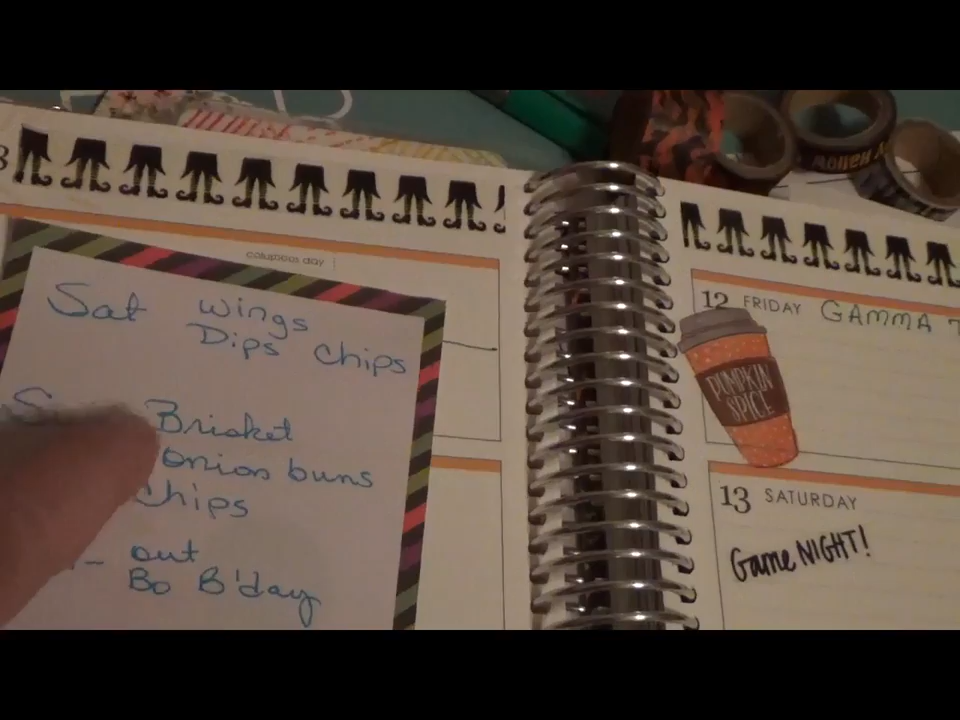 columbus day
Sat wings
Dips chips
Brisket
onion buns
chips
- out
Bo B'day
12 FRIDAY GAMMA
PUMPKIN
SPICE
13 SATURDAY
Game NIGHT!